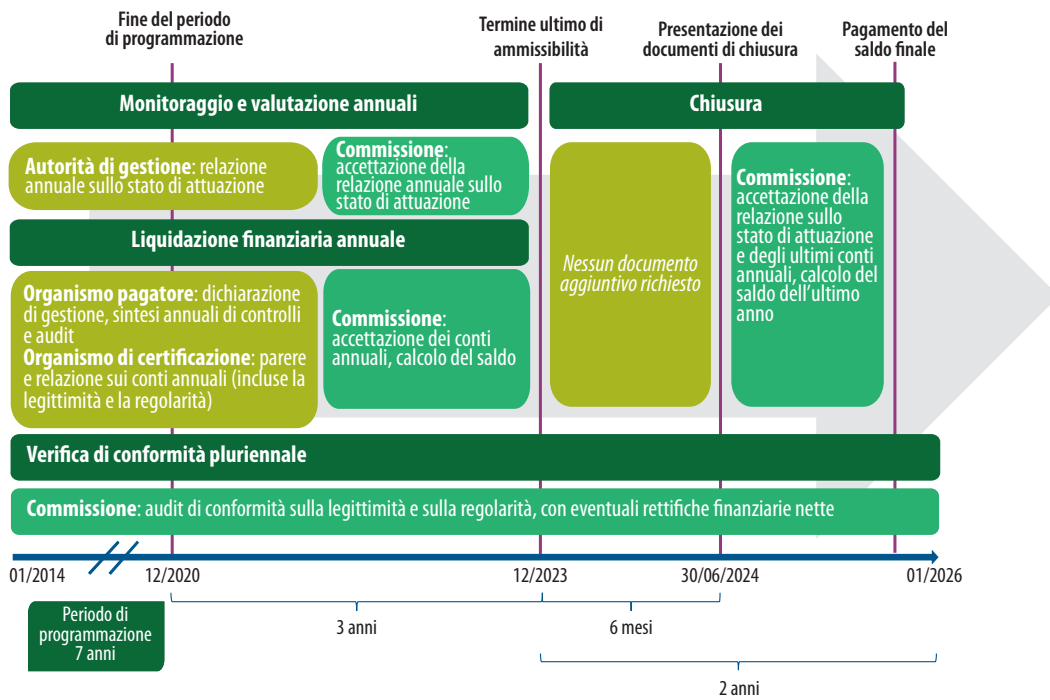 Fine del periodo
di programmazione
Termine ultimo di
ammissibilità
Presentazione dei
documenti di chiusura
Pagamento del
saldo finale
Monitoraggio e valutazione annuali
Chiusura
Autorità di gestione: relazione
annuale sullo stato di attuazione
Commissione:
accettazione della
relazione annuale sullo
stato di attuazione
Liquidazione finanziaria annuale
Organismo pagatore: dichiarazione
di gestione, sintesi annuali di controlli
e audit
Organismo di certificazione: parere
e relazione sui conti annuali (incluse la
legittimità e la regolarità)
Commissione:
accettazione dei conti
annuali, calcolo del saldo
Nessun documento
aggiuntivo richiesto
Commissione:
accettazione della
relazione sullo
stato di attuazione
e degli ultimi conti
annuali, calcolo del
saldo dell'ultimo
anno
Verifica di conformità pluriennale
Commissione: audit di conformità sulla legittimità e sulla regolarità, con eventuali rettifiche finanziarie nette
01/2014
12/2020
12/2023
30/06/2024
01/2026
Periodo di
programmazione
7 anni
3 anni
6 mesi
2 anni